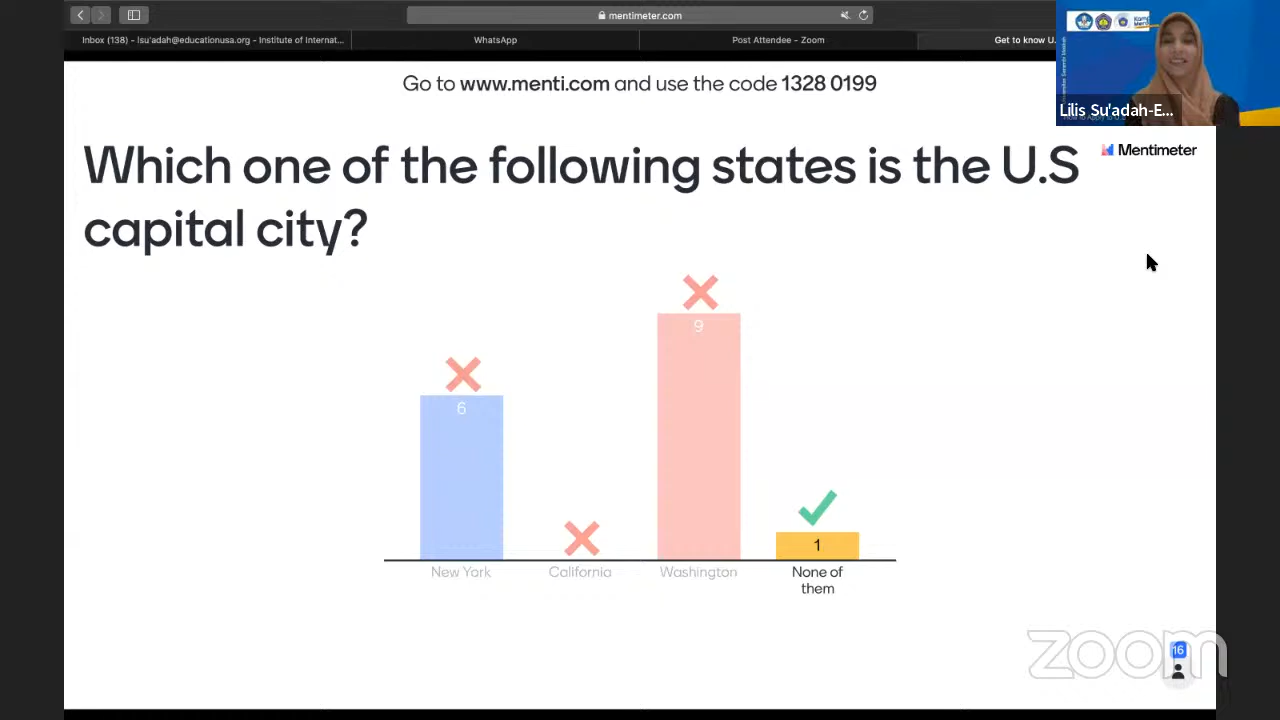 mentimeter.com
Inbox (138) - lsu'adah@educationusa.org - Institute of Internat...
WhatsApp
Post Attendee - Zoom
Get to know U.
Lilis Su'adah-E...
Go to www.menti.com and use the code 1328 0199
Mentimeter
Which one of the following states is the U.S
capital city?
6
9
1
New York
California
Washington
None of
them
zoom
16